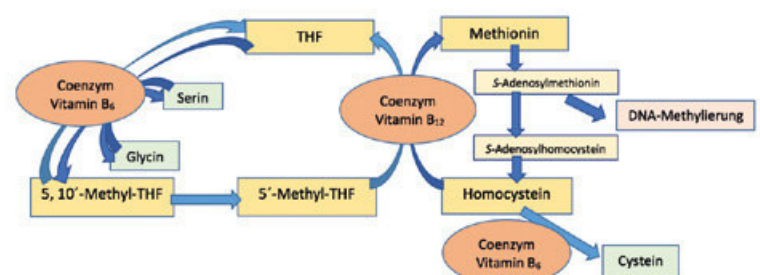 THF
Methionin
Coenzym
Vitamin B₆
Serin
S-Adenosylmethionin
Coenzym
Vitamin B₁₂
DNA-Methylierung
Glycin
S-Adenosylhomocystein
5, 10´-Methyl-THF
5´-Methyl-THF
Homocystein
Coenzym
Vitamin B₆
Cystein